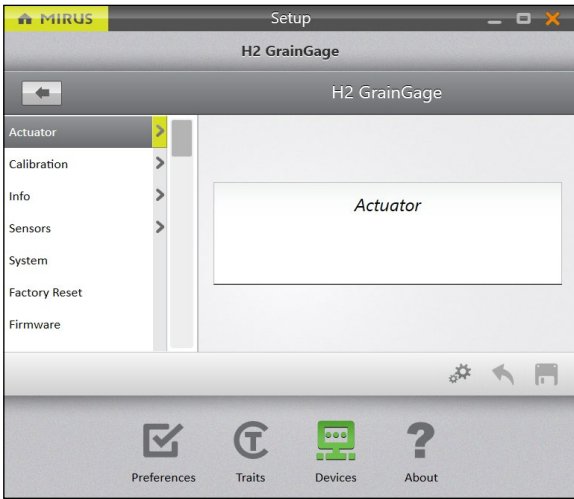 MIRUS
Setup
H2 GrainGage
H2 GrainGage
Actuator
Calibration
Info
Sensors
System
Factory Reset
Firmware
Actuator
Preferences
Traits
Devices
About